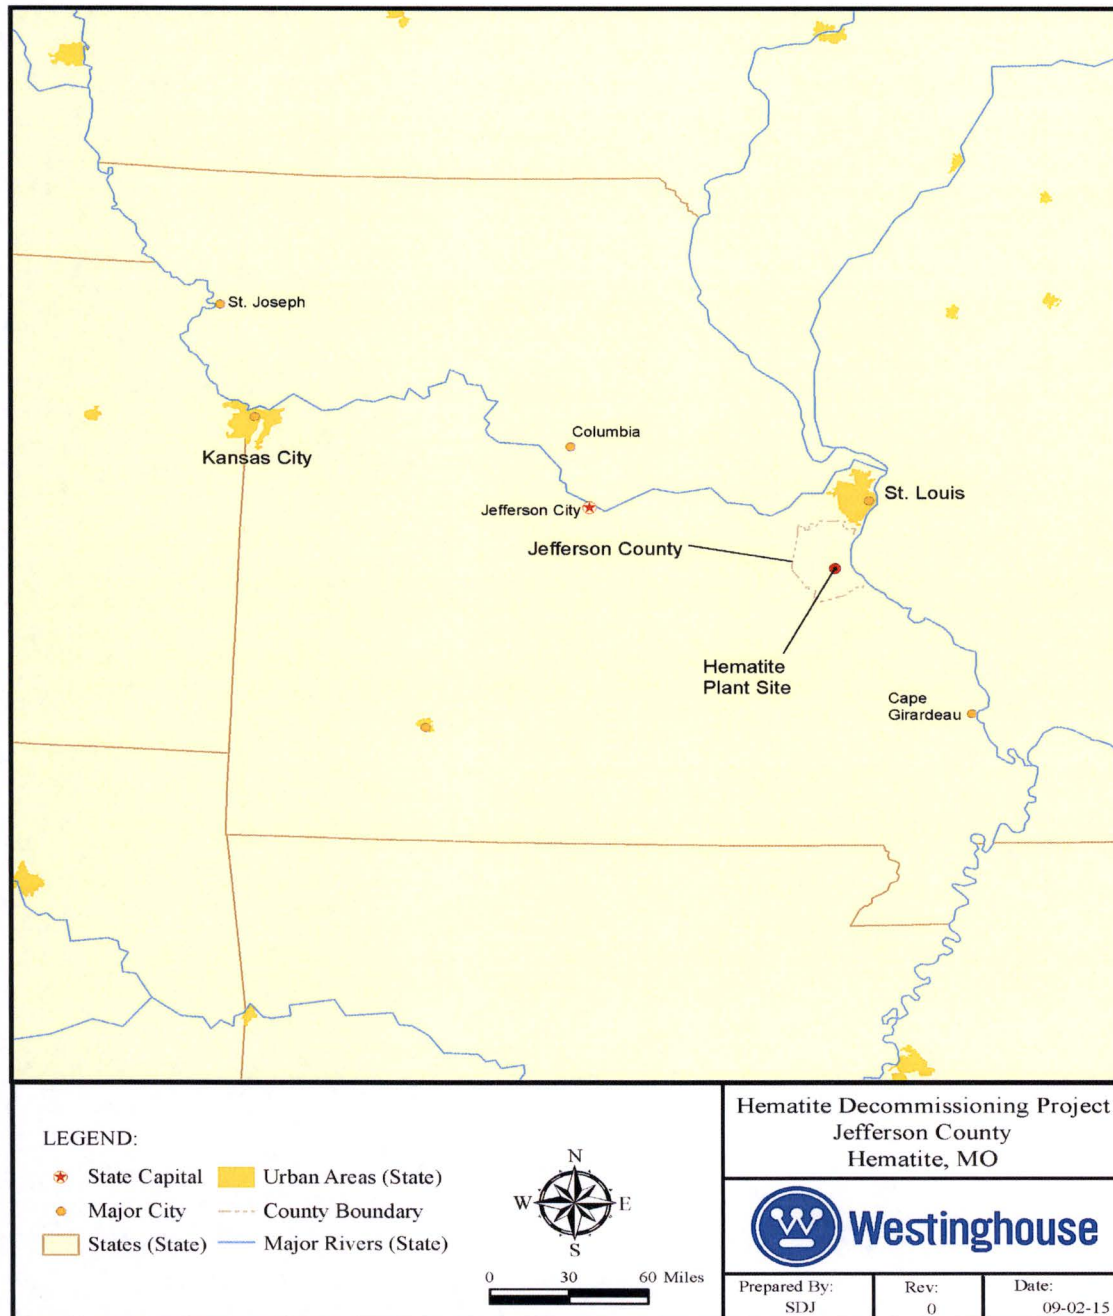 St. Joseph
Kansas City
Columbia
Jefferson City
St. Louis
Jefferson County
Hematite
Plant Site
Cape
Girardeau
LEGEND:
State Capital
Urban Areas (State)
Major City
County Boundary
States (State)
Major Rivers (State)
N
W
E
S
0 30 60 Miles
Hematite Decommissioning Project
Jefferson County
Hematite, MO
W
Westinghouse
Prepared By:
SDJ
Rev:
0
Date:
09-02-15